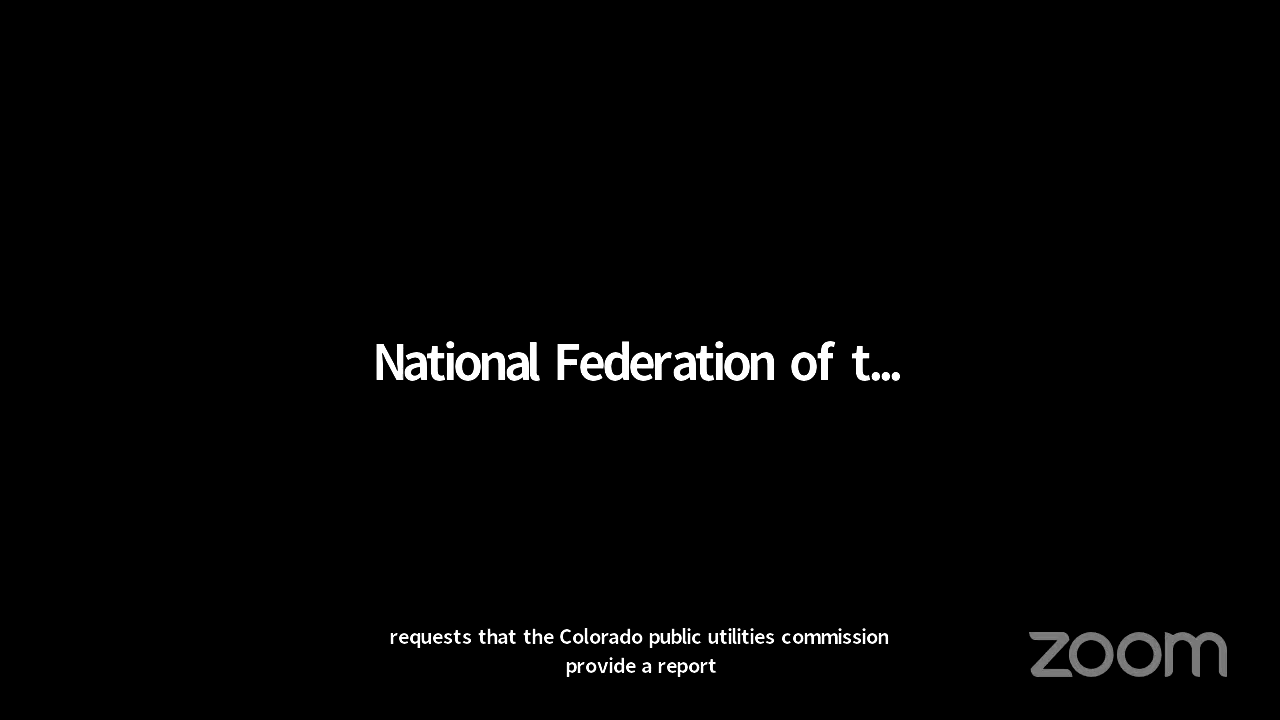 National Federation of t...
requests that the Colorado public utilities commission
provide a report
zoom